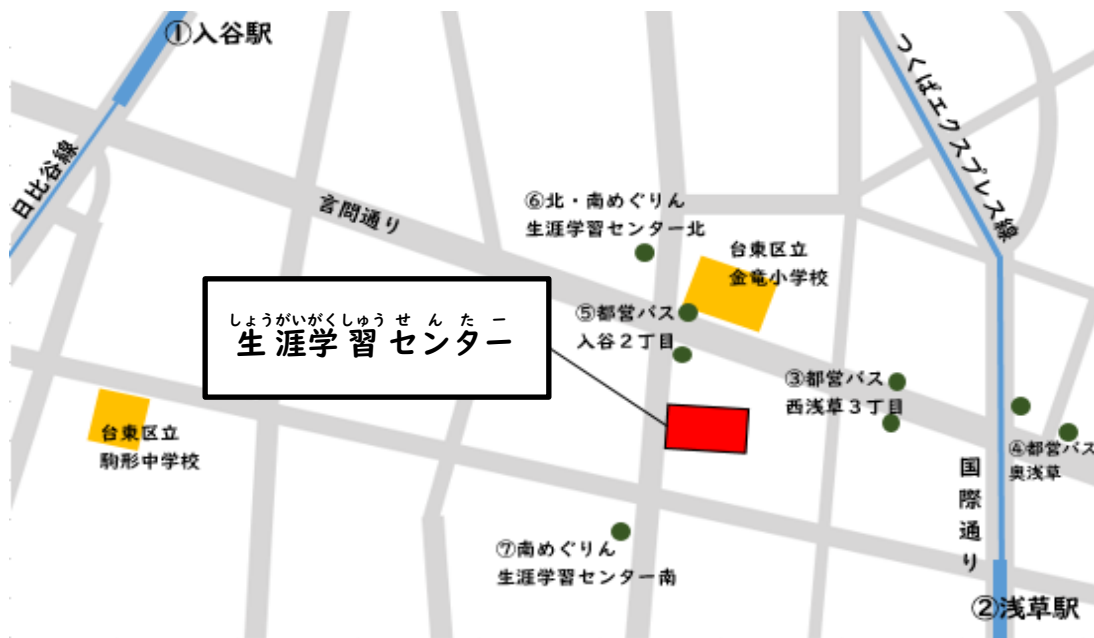 ①入谷駅
つくばエクスプレス線
日比谷線
言問通り
⑥北・南めぐりん
生涯学習センター北
台東区立
金竜小学校
しょうがいがくしゅうせんたー
生涯学習センター
⑤都営バス
入谷2丁目
③都営バス
西浅草3丁目
台東区立
駒形中学校
④都営バス
奥浅草
国際通り
⑦南めぐりん
生涯学習センター南
②浅草駅